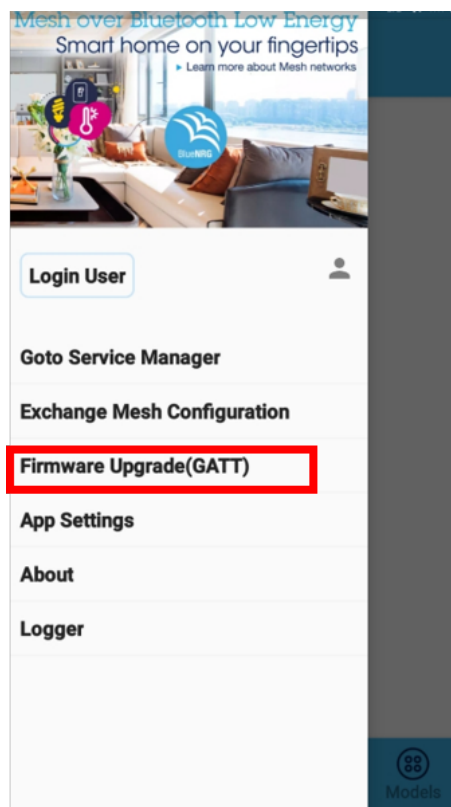 Mesh over Bluetooth Low Energy
Smart home on your fingertips
▸ Learn more about Mesh networks
BlueNRG
Login User
Goto Service Manager
Exchange Mesh Configuration
Firmware Upgrade(GATT)
App Settings
About
Logger
Models